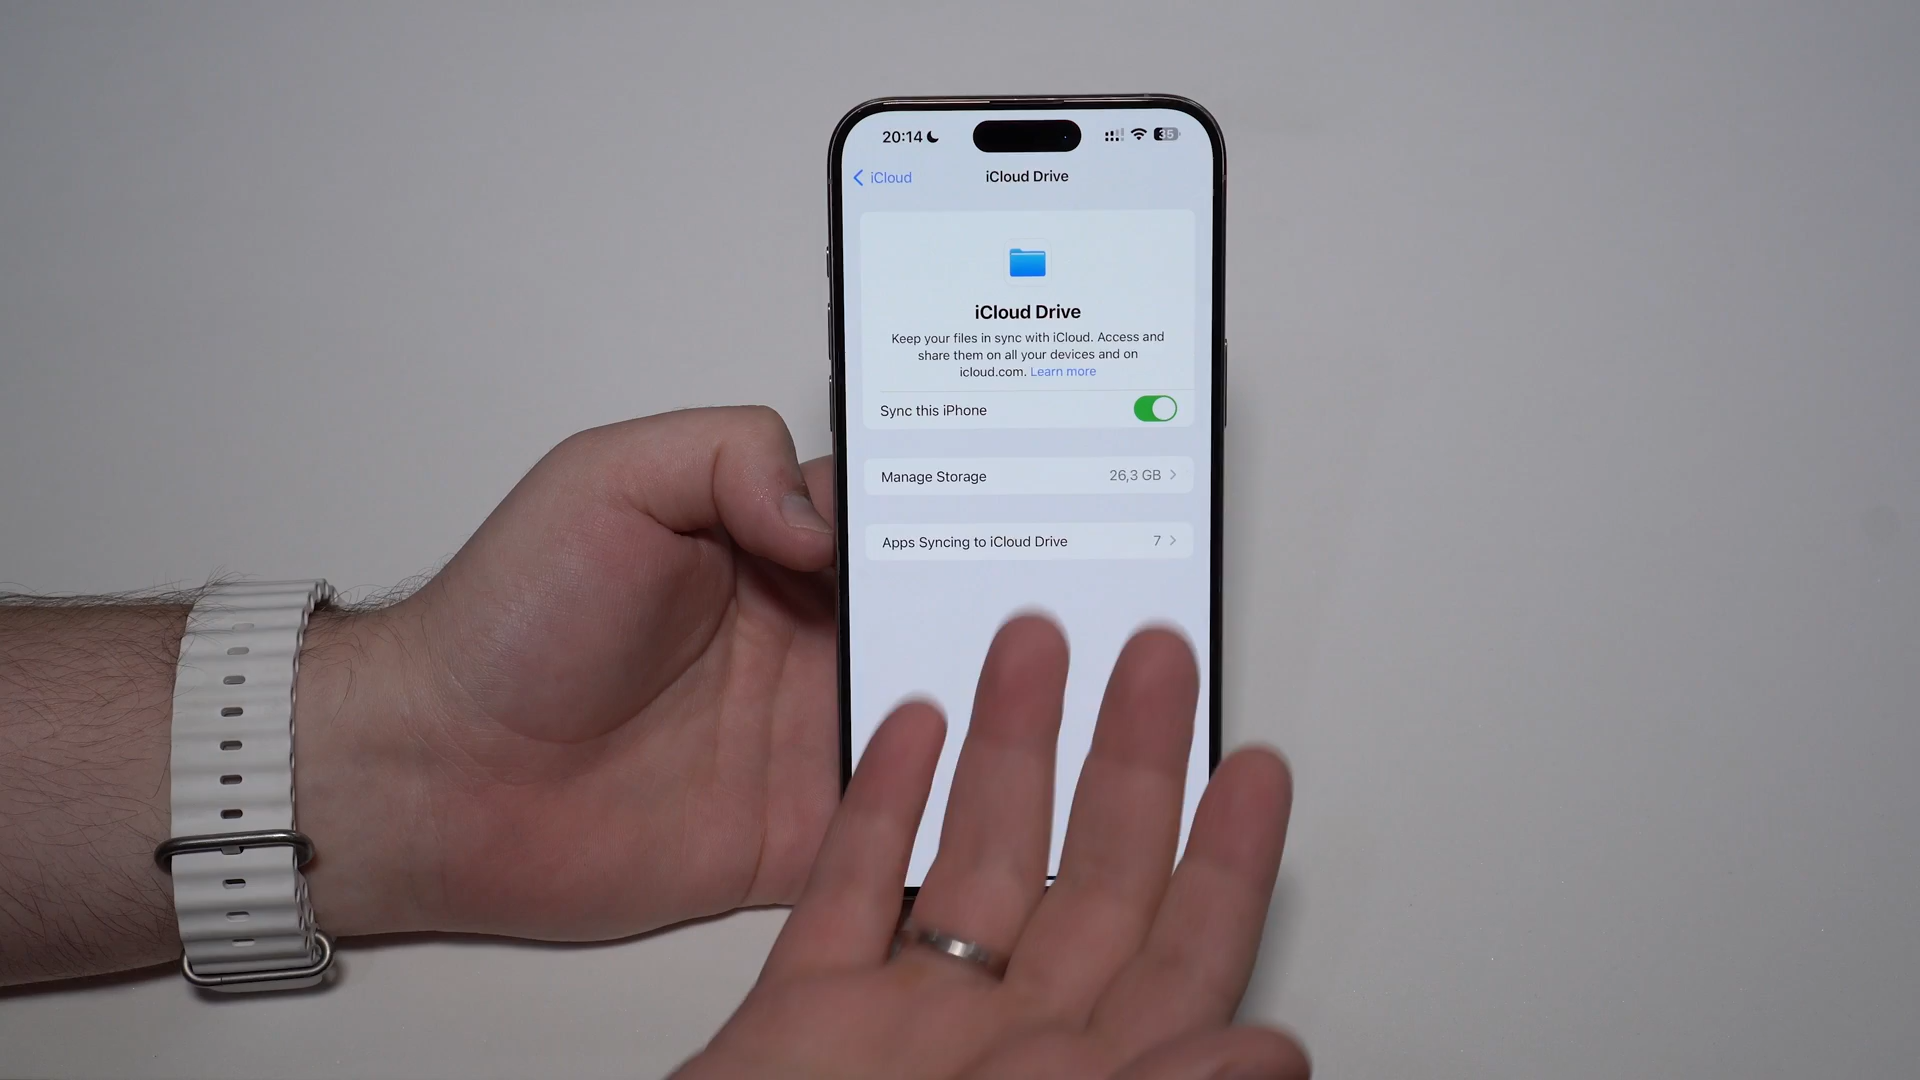 20:14
35
iCloud
iCloud Drive
iCloud Drive
Keep your files in sync with iCloud. Access and
share them on all your devices and on
icloud.com. Learn more
Sync this iPhone
Manage Storage 26,3 GB
Apps Syncing to iCloud Drive 7